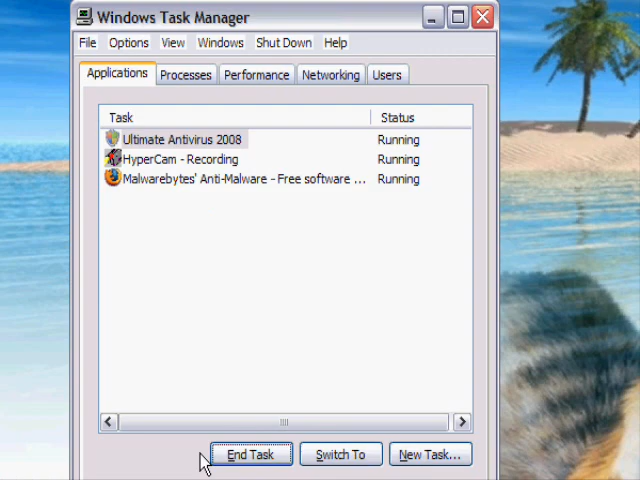 Windows Task Manager
File Options View Windows Shut Down Help
Applications Processes Performance Networking Users
Task Status
Ultimate Antivirus 2008 Running
HyperCam - Recording Running
Malwarebytes' Anti-Malware - Free software ... Running
End Task Switch To New Task...